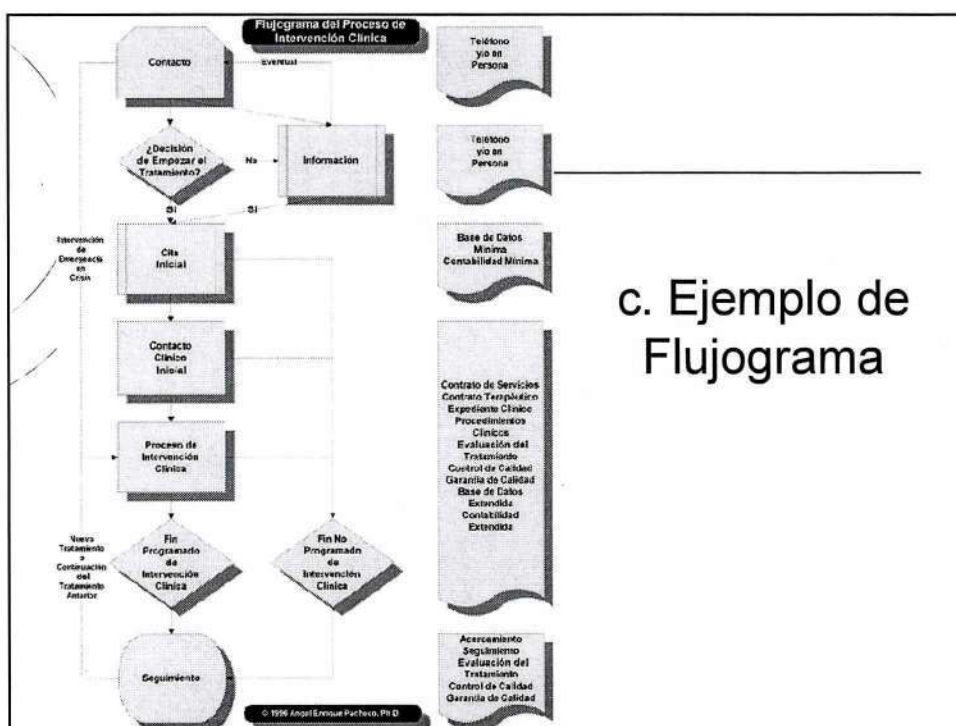 Flujograma del Proceso de
Intervención Clínica
Contacto
Eventual
Teléfono
y/o en
Persona
¿Decisión
de Empezar el
Tratamiento?
No
Información
Teléfono
y/o en
Persona
Sí
Sí
Intervención
de
Emergencia
en
Crisis
Cita
Inicial
Base de Datos
Mínima
Contabilidad Mínima
c. Ejemplo de
Flujograma
Contacto
Clínico
Inicial
Contrato de Servicios
Contrato Terapéutico
Expediente Clínico
Procedimientos
Clínicos
Evaluación del
Tratamiento
Control de Calidad
Garantía de Calidad
Base de Datos
Extendida
Contabilidad
Extendida
Proceso de
Intervención
Clínica
Nuevo
Tratamiento
o
Continuación
del
Tratamiento
Anterior
Fin
Programado
de
Intervención
Clínica
Fin No
Programado
de
Intervención
Clínica
Seguimiento
Acercamiento
Seguimiento
Evaluación del
Tratamiento
Control de Calidad
Garantía de Calidad
© 1996 Angel Enrique Pacheco, Ph.D.